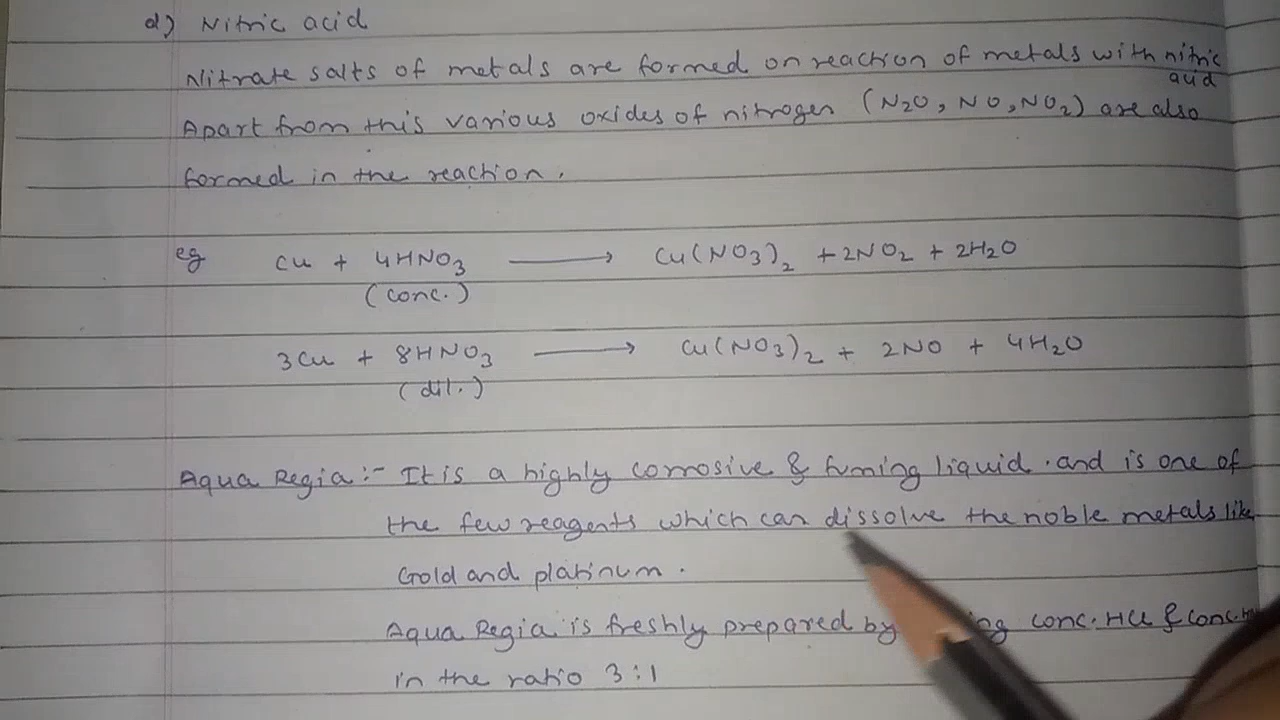 d) Nitric acid
Nitrate salts of metals are formed on reaction of metals with nitric
acid
Apart from this various oxides of nitrogen (N2O, NO, NO2) are also
formed in the reaction.
eg Cu + 4HNO3 ⟶ Cu(NO3)2 + 2NO2 + 2H2O
(conc.)
3Cu + 8HNO3 ⟶ Cu(NO3)2 + 2NO + 4H2O
(dil.)
Aqua Regia :- It is a highly corrosive & fuming liquid. and is one of
the few reagents which can dissolve the noble metals like
Gold and platinum.
Aqua Regia is freshly prepared by conc. HCl & conc.
in the ratio 3:1